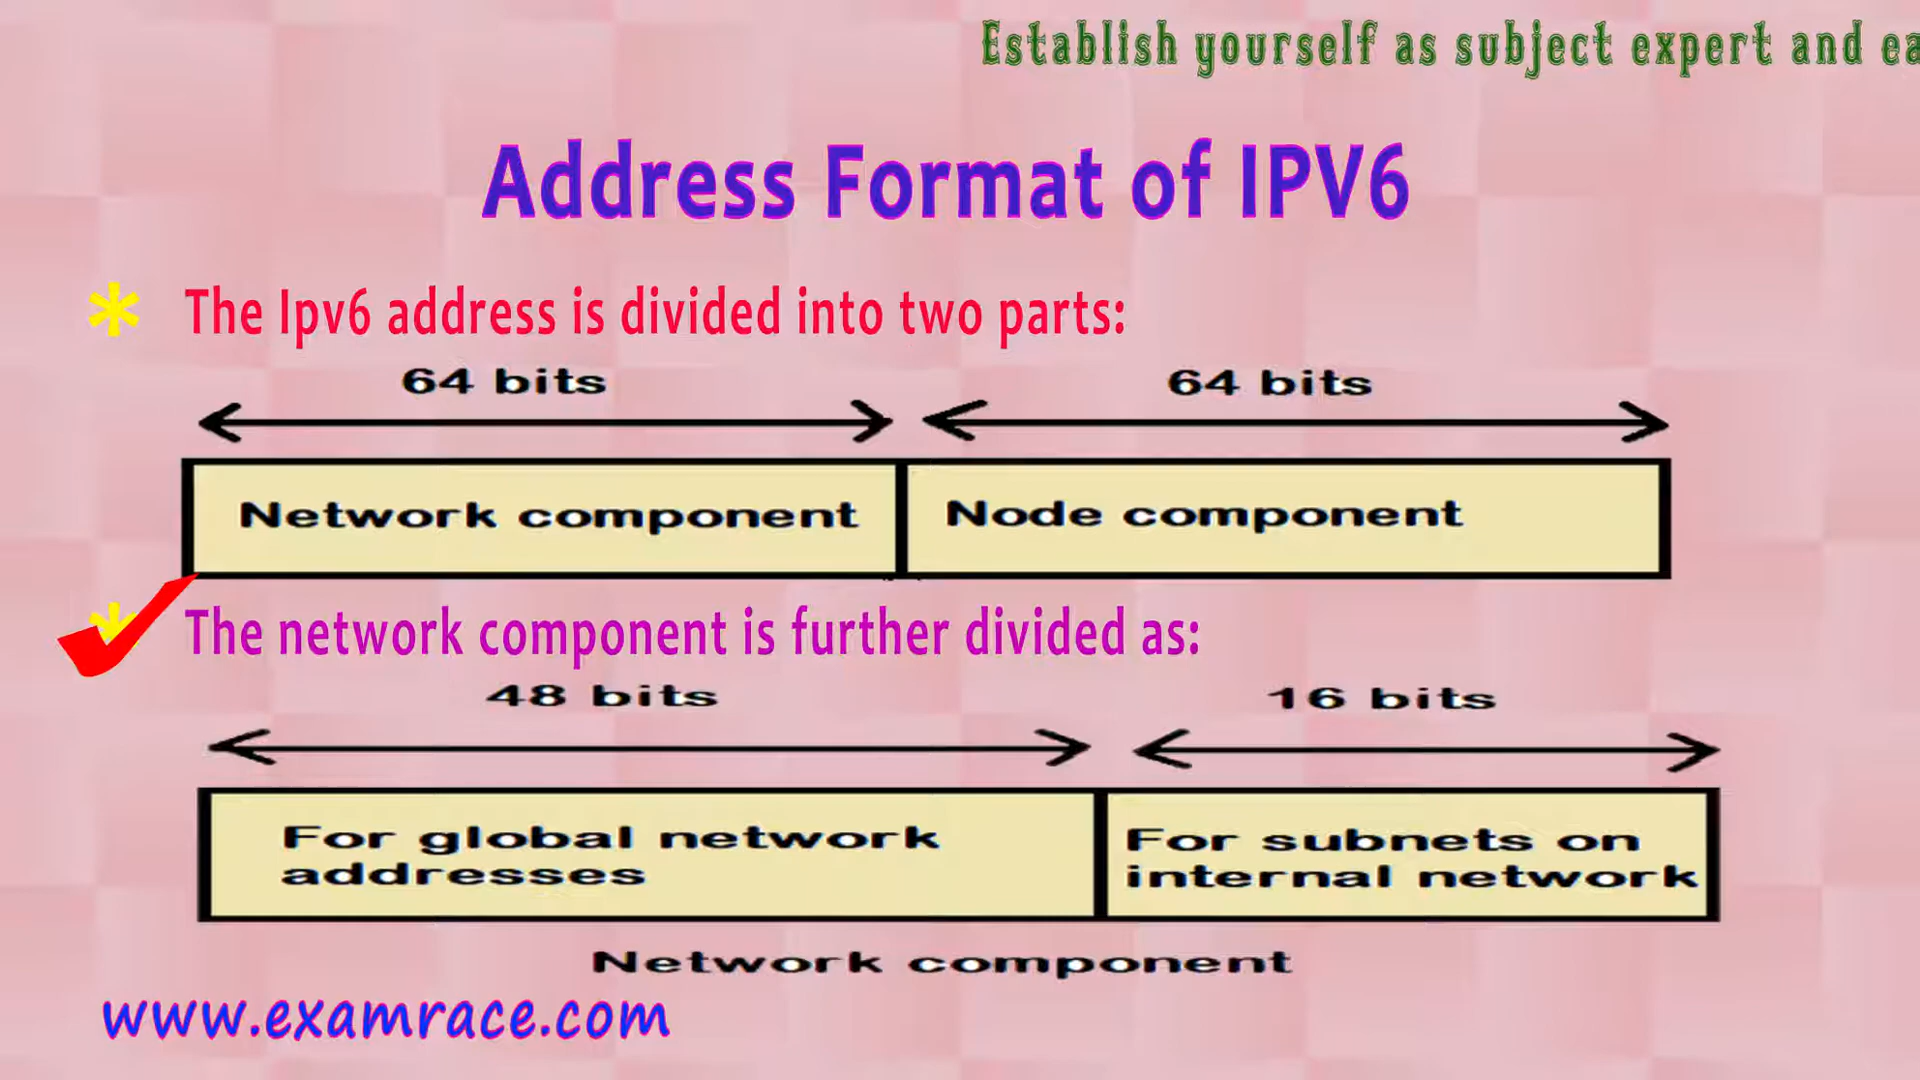 Establish yourself as subject expert and ea
Address Format of IPV6
* The Ipv6 address is divided into two parts:
64 bits 64 bits
Network component Node component
* The network component is further divided as:
48 bits 16 bits
For global network For subnets on
addresses internal network
Network component
www.examrace.com